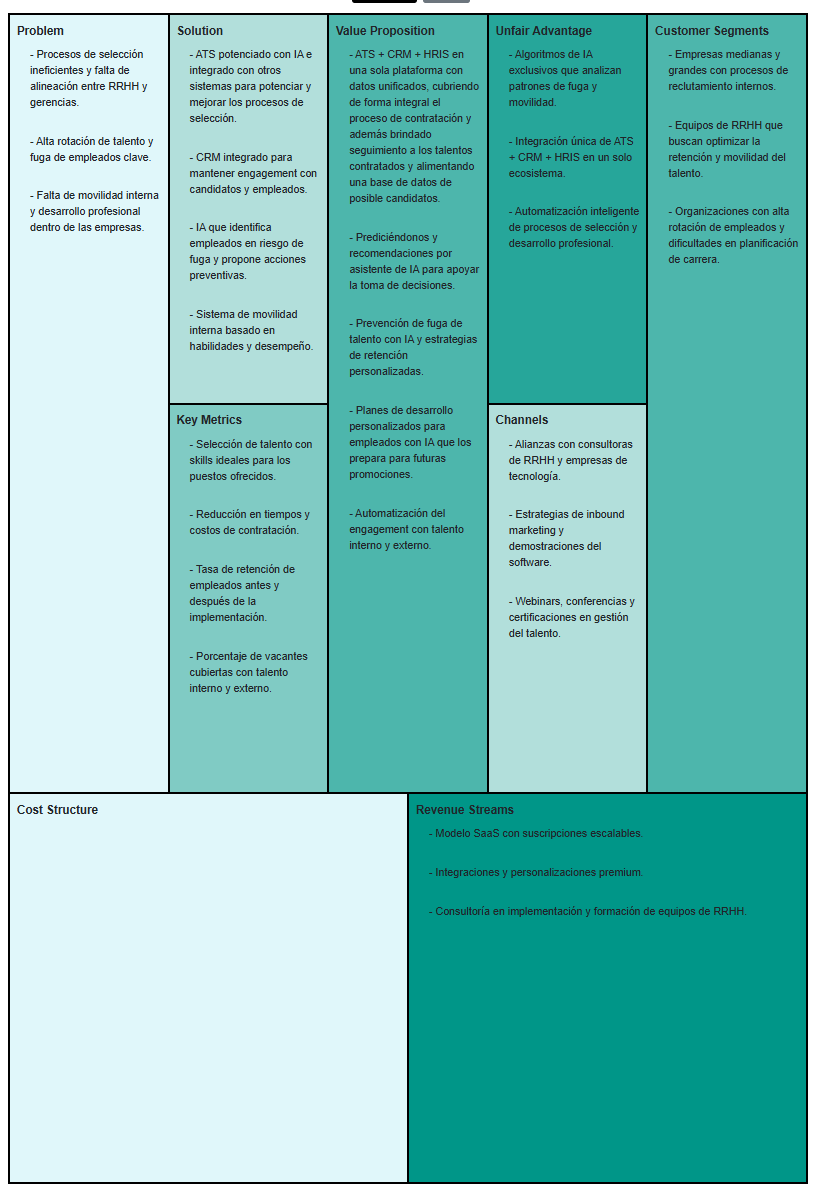 Problem
- Procesos de selección
ineficientes y falta de
alineación entre RRHH y
gerencias.
- Alta rotación de talento y
fuga de empleados clave.
- Falta de movilidad interna
y desarrollo profesional
dentro de las empresas.
Solution
- ATS potenciado con IA e
integrado con otros
sistemas para potenciar y
mejorar los procesos de
selección.
- CRM integrado para
mantener engagement con
candidatos y empleados.
- IA que identifica
empleados en riesgo de
fuga y propone acciones
preventivas.
- Sistema de movilidad
interna basado en
habilidades y desempeño.
Key Metrics
- Selección de talento con
skills ideales para los
puestos ofrecidos.
- Reducción en tiempos y
costos de contratación.
- Tasa de retención de
empleados antes y
después de la
implementación.
- Porcentaje de vacantes
cubiertas con talento
interno y externo.
Value Proposition
- ATS + CRM + HRIS en
una sola plataforma con
datos unificados, cubriendo
de forma integral el
proceso de contratación y
además brindado
seguimiento a los talentos
contratados y alimentando
una base de datos de
posible candidatos.
- Prediciéndonos y
recomendaciones por
asistente de IA para apoyar
la toma de decisiones.
- Prevención de fuga de
talento con IA y estrategias
de retención
personalizadas.
- Planes de desarrollo
personalizados para
empleados con IA que los
prepara para futuras
promociones.
- Automatización del
engagement con talento
interno y externo.
Unfair Advantage
- Algoritmos de IA
exclusivos que analizan
patrones de fuga y
movilidad.
- Integración única de ATS
+ CRM + HRIS en un solo
ecosistema.
- Automatización inteligente
de procesos de selección y
desarrollo profesional.
Channels
- Alianzas con consultoras
de RRHH y empresas de
tecnología.
- Estrategias de inbound
marketing y
demostraciones del
software.
- Webinars, conferencias y
certificaciones en gestión
del talento.
Customer Segments
- Empresas medianas y
grandes con procesos de
reclutamiento internos.
- Equipos de RRHH que
buscan optimizar la
retención y movilidad del
talento.
- Organizaciones con alta
rotación de empleados y
dificultades en planificación
de carrera.
Cost Structure
Revenue Streams
- Modelo SaaS con suscripciones escalables.
- Integraciones y personalizaciones premium.
- Consultoría en implementación y formación de equipos de RRHH.